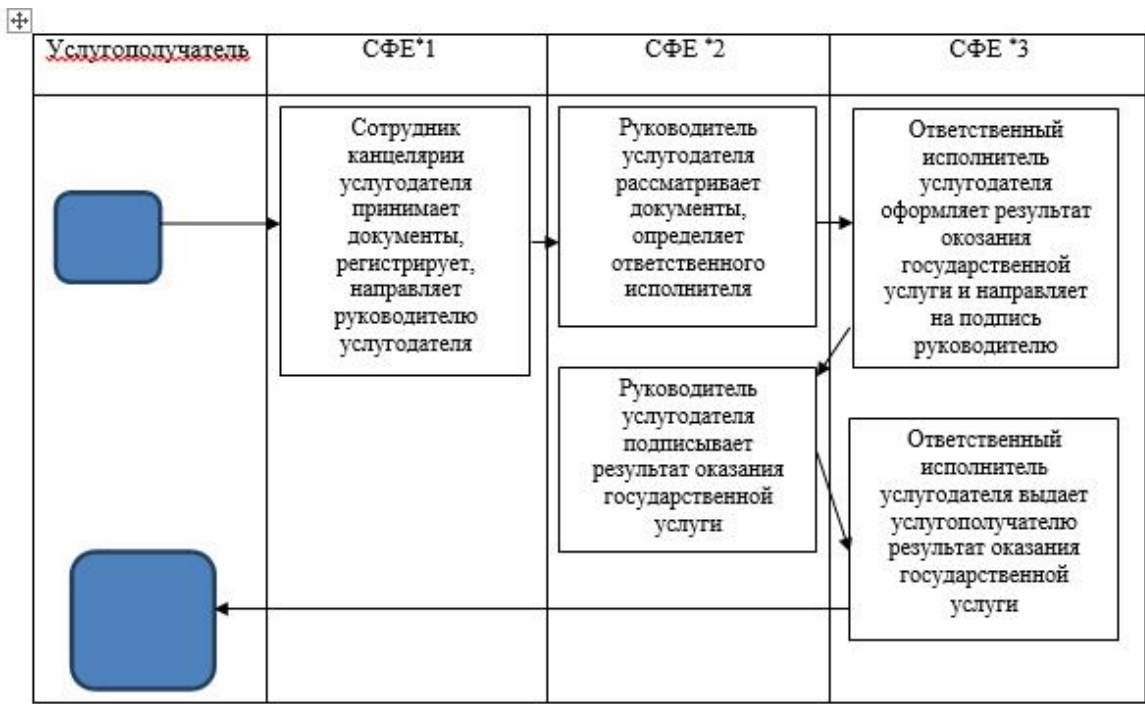 Услугополучатель
СФЕ*1
СФЕ *2
СФЕ *3
Сотрудник
канцелярии
услугодателя
принимает
документы,
регистрирует,
направляет
руководителю
услугодателя
Руководитель
услугодателя
рассматривает
документы,
определяет
ответственного
исполнителя
Ответственный
исполнитель
услугодателя
оформляет результат
окозания
государственной
услуги и направляет
на подпись
руководителю
Руководитель
услугодателя
подписывает
результат оказания
государственной
услуги
Ответственный
исполнитель
услугодателя выдает
услугополучателю
результат оказания
государственной
услуги